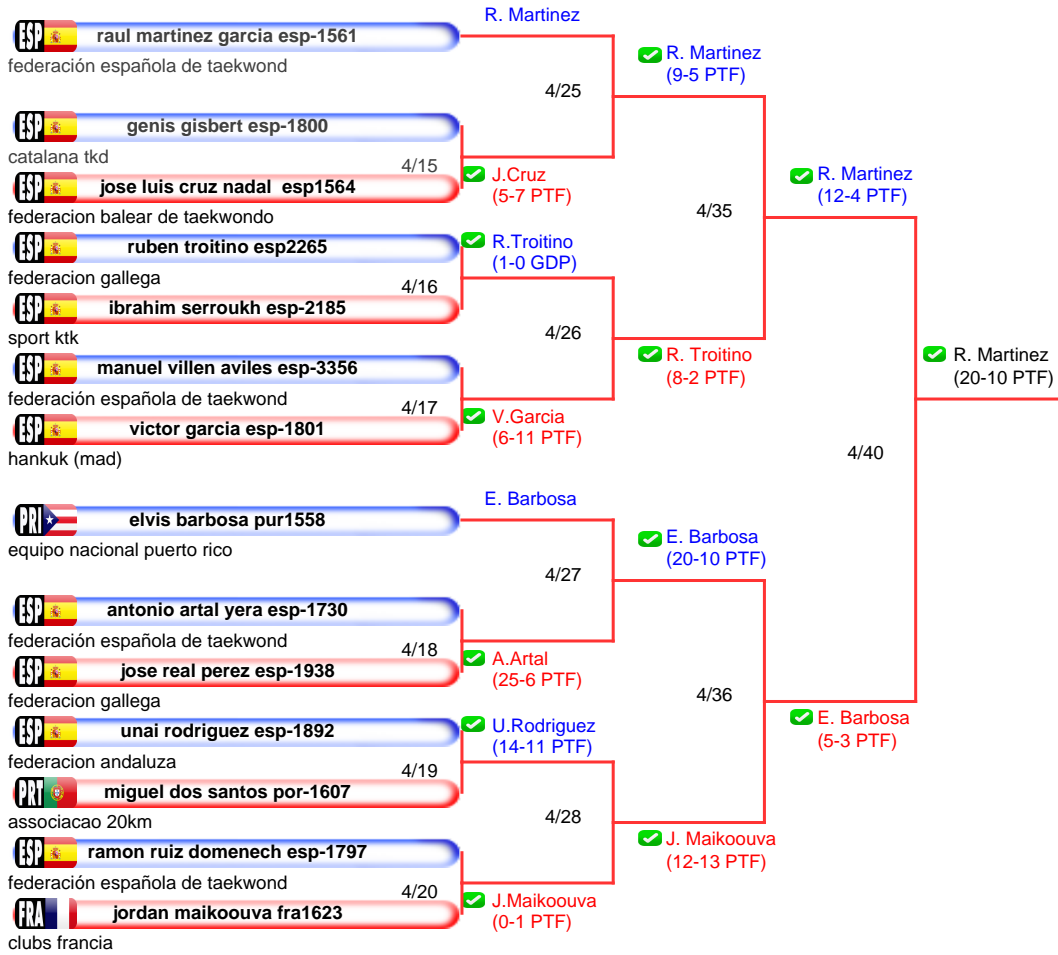 R. Martinez
ESP raul martinez garcia esp-1561
federación española de taekwond
R. Martinez
(9-5 PTF)
4/25
ESP genis gisbert esp-1800
catalana tkd
4/15
ESP jose luis cruz nadal esp1564
federacion balear de taekwondo
J.Cruz
(5-7 PTF)
R. Martinez
(12-4 PTF)
4/35
ESP ruben troitino esp2265
federacion gallega
R.Troitino
(1-0 GDP)
4/16
ESP ibrahim serroukh esp-2185
sport ktk
4/26
ESP manuel villen aviles esp-3356
federación española de taekwond
R. Troitino
(8-2 PTF)
R. Martinez
(20-10 PTF)
4/17
ESP victor garcia esp-1801
hankuk (mad)
V.Garcia
(6-11 PTF)
4/40
E. Barbosa
PRI elvis barbosa pur1558
equipo nacional puerto rico
E. Barbosa
(20-10 PTF)
4/27
ESP antonio artal yera esp-1730
federación española de taekwond
4/18
ESP jose real perez esp-1938
federacion gallega
A.Artal
(25-6 PTF)
4/36
ESP unai rodriguez esp-1892
federacion andaluza
U.Rodriguez
(14-11 PTF)
E. Barbosa
(5-3 PTF)
4/19
PRT miguel dos santos por-1607
associacao 20km
4/28
ESP ramon ruiz domenech esp-1797
federación española de taekwond
J. Maikoouva
(12-13 PTF)
4/20
FRA jordan maikoouva fra1623
clubs francia
J.Maikoouva
(0-1 PTF)